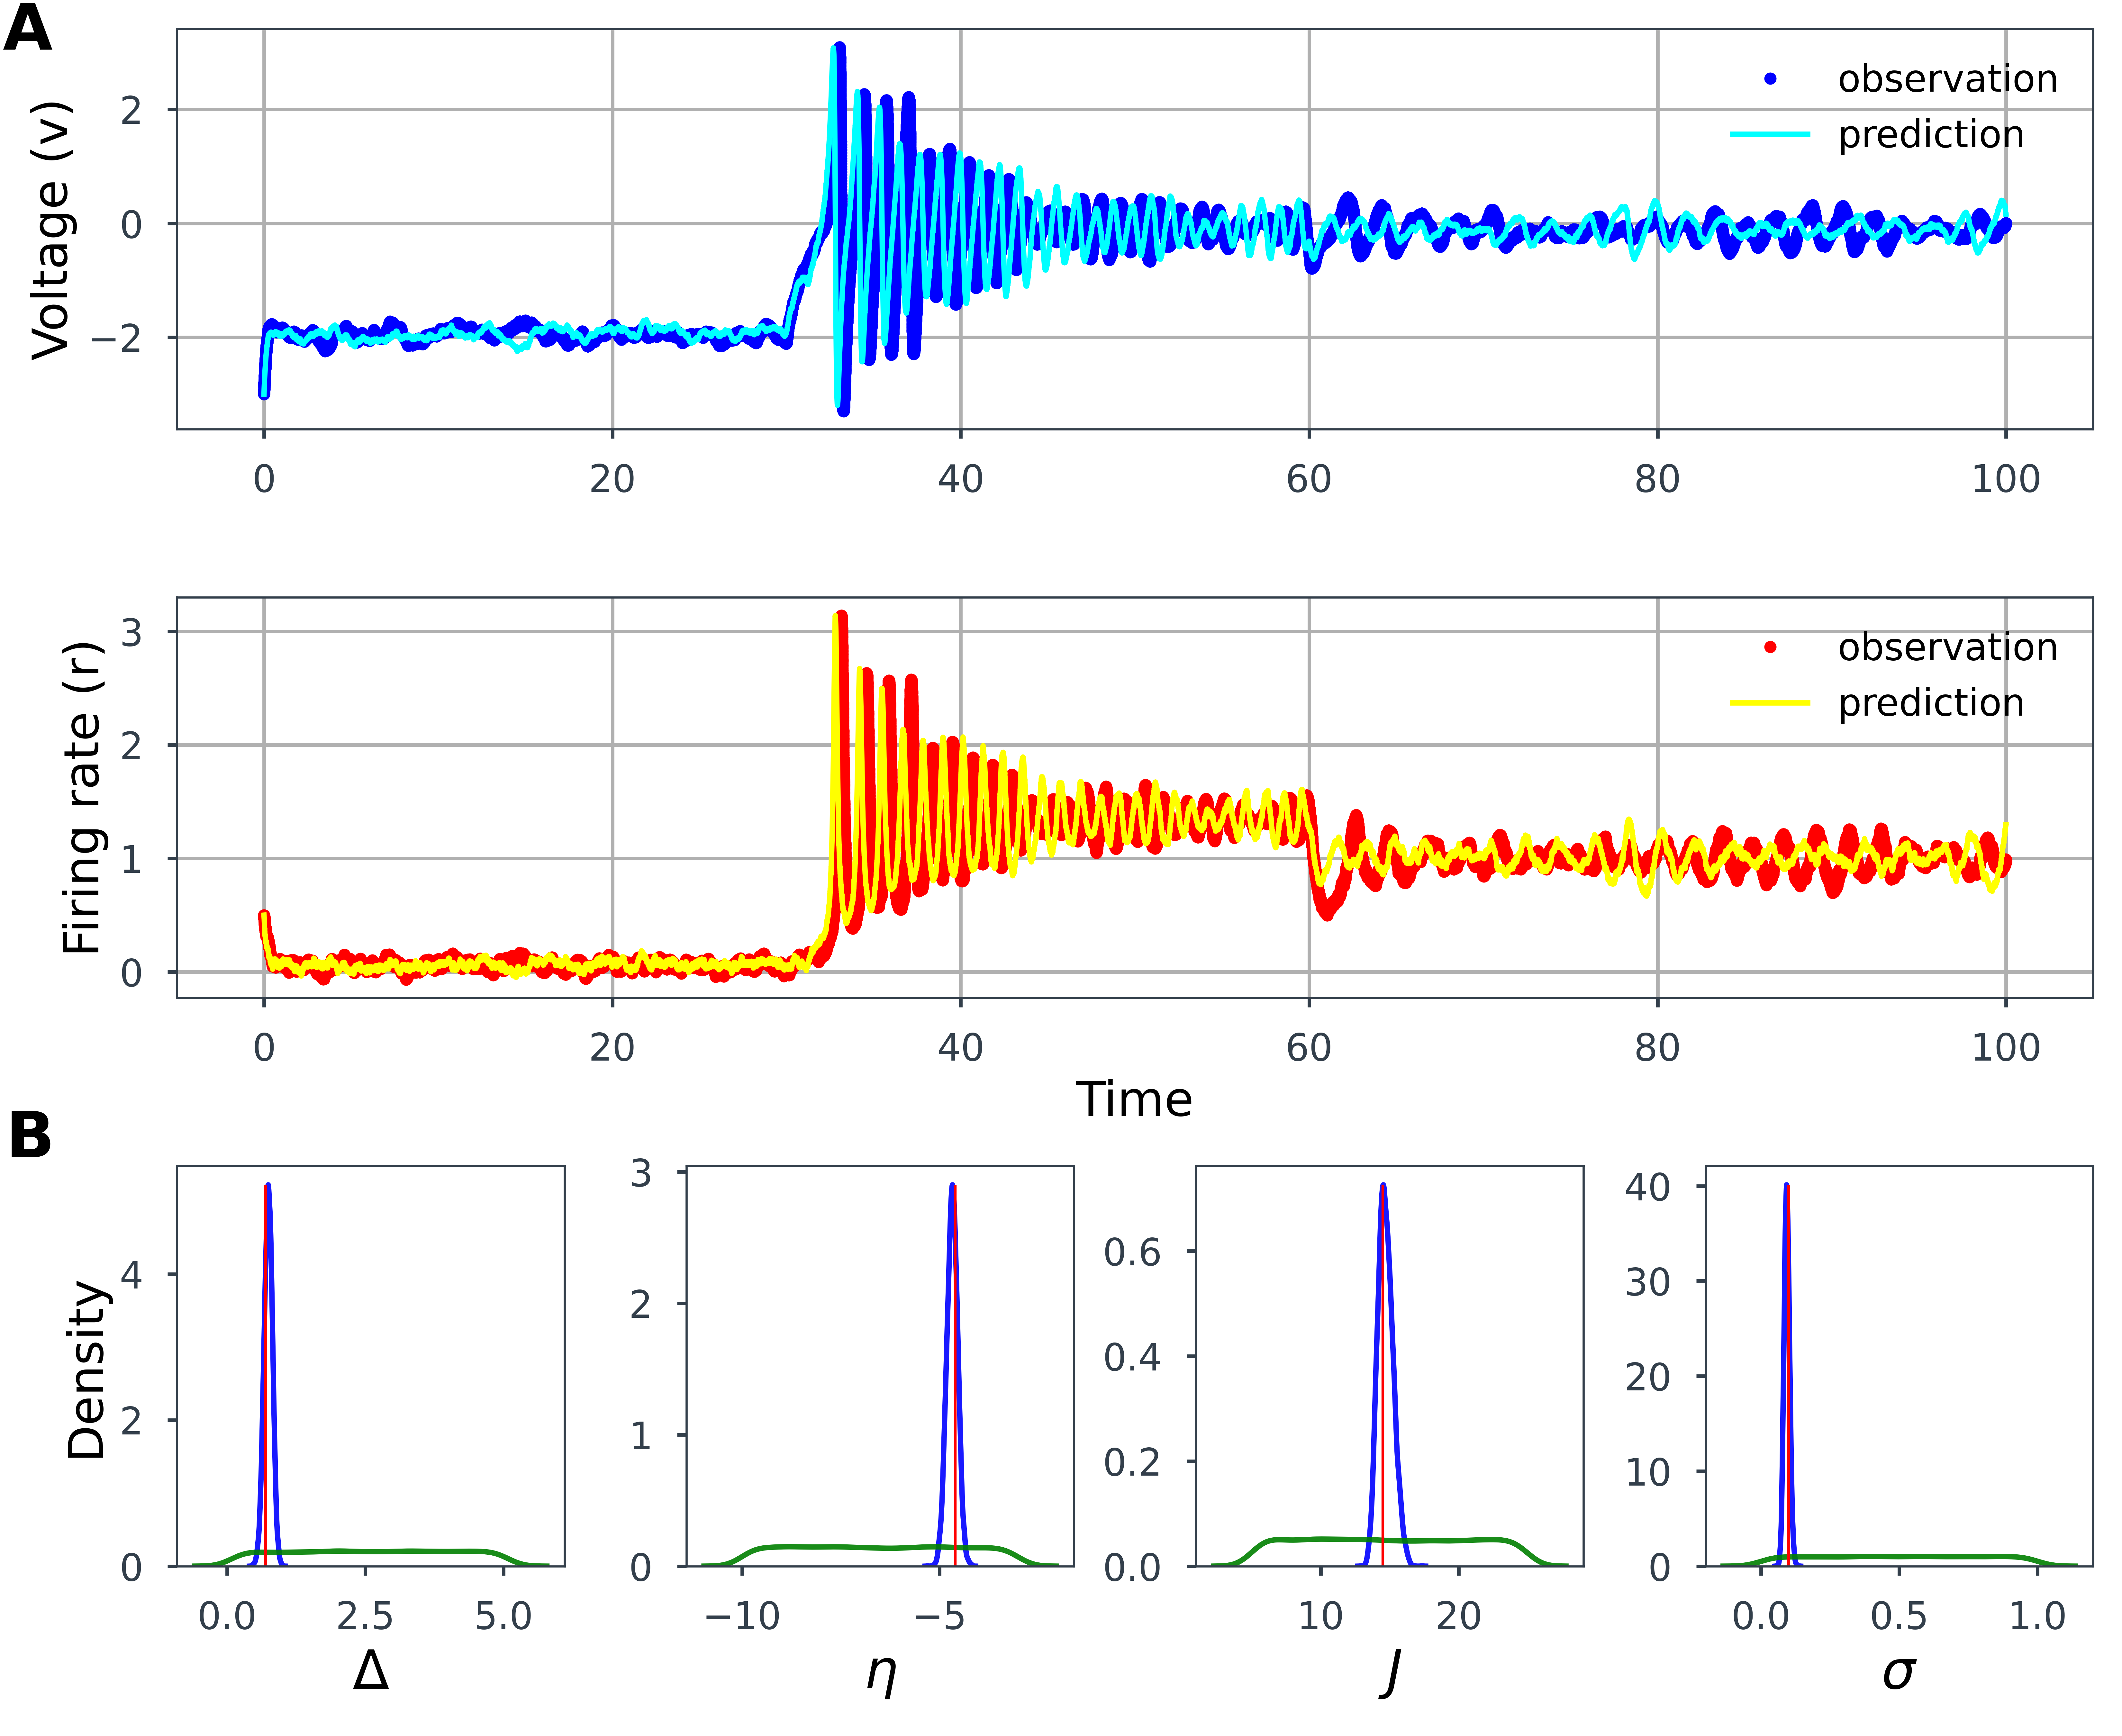 A
Voltage (v)
2
0
−2
observation
prediction
0 20 40 60 80 100
Firing rate (r)
3
2
1
0
observation
prediction
0 20 40 60 80 100
Time
B
Density
4
2
0
0.0 2.5 5.0
Δ
3
2
1
0
−10 −5
η
0.6
0.4
0.2
0.0
10 20
J
40
30
20
10
0
0.0 0.5 1.0
σ